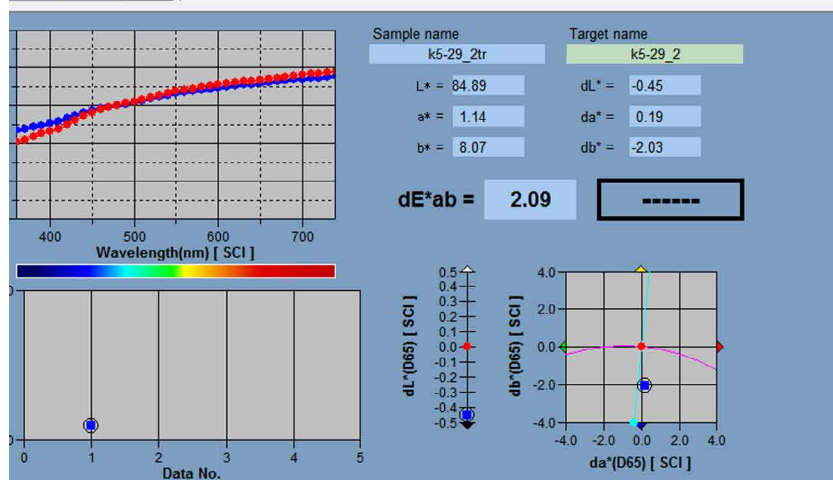 Sample name
Target name
k5-29_2tr
k5-29_2
L* = 84.89
dL* = -0.45
a* = 1.14
da* = 0.19
b* = 8.07
db* = -2.03
dE*ab = 2.09
------
400 500 600 700
Wavelength(nm) [ SCI ]
0 1 2 3 4 5
Data No.
dL*(D65) [ SCI ]
0.5
0.4
0.3
0.2
0.1
0.0
-0.1
-0.2
-0.3
-0.4
-0.5
db*(D65) [ SCI ]
4.0
2.0
0.0
-2.0
-4.0
-4.0 -2.0 0.0 2.0 4.0
da*(D65) [ SCI ]